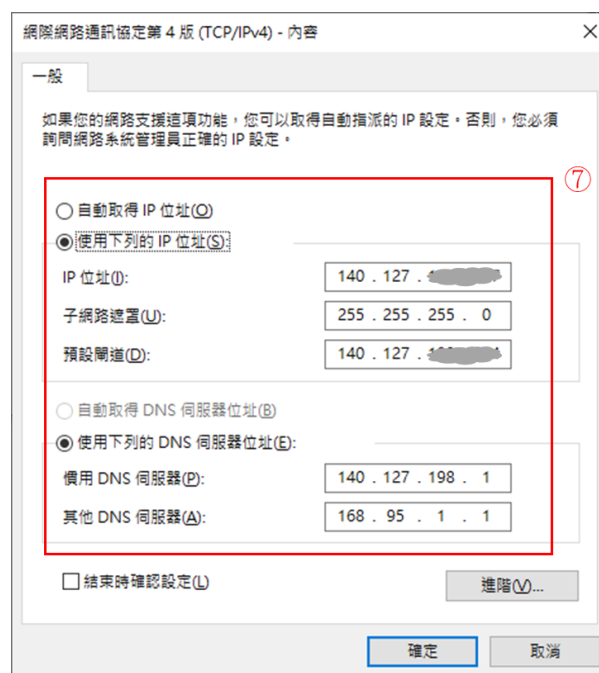 網際網路通訊協定第 4 版 (TCP/IPv4) - 內容
一般
如果您的網路支援這項功能，您可以取得自動指派的 IP 設定。否則，您必須
詢問網路系統管理員正確的 IP 設定。
⑦
自動取得 IP 位址(O)
使用下列的 IP 位址(S):
IP 位址(I): 140 . 127 .
子網路遮罩(U): 255 . 255 . 255 . 0
預設閘道(D): 140 . 127 .
自動取得 DNS 伺服器位址(B)
使用下列的 DNS 伺服器位址(E):
慣用 DNS 伺服器(P): 140 . 127 . 198 . 1
其他 DNS 伺服器(A): 168 . 95 . 1 . 1
結束時確認設定(L)
進階(V)...
確定
取消